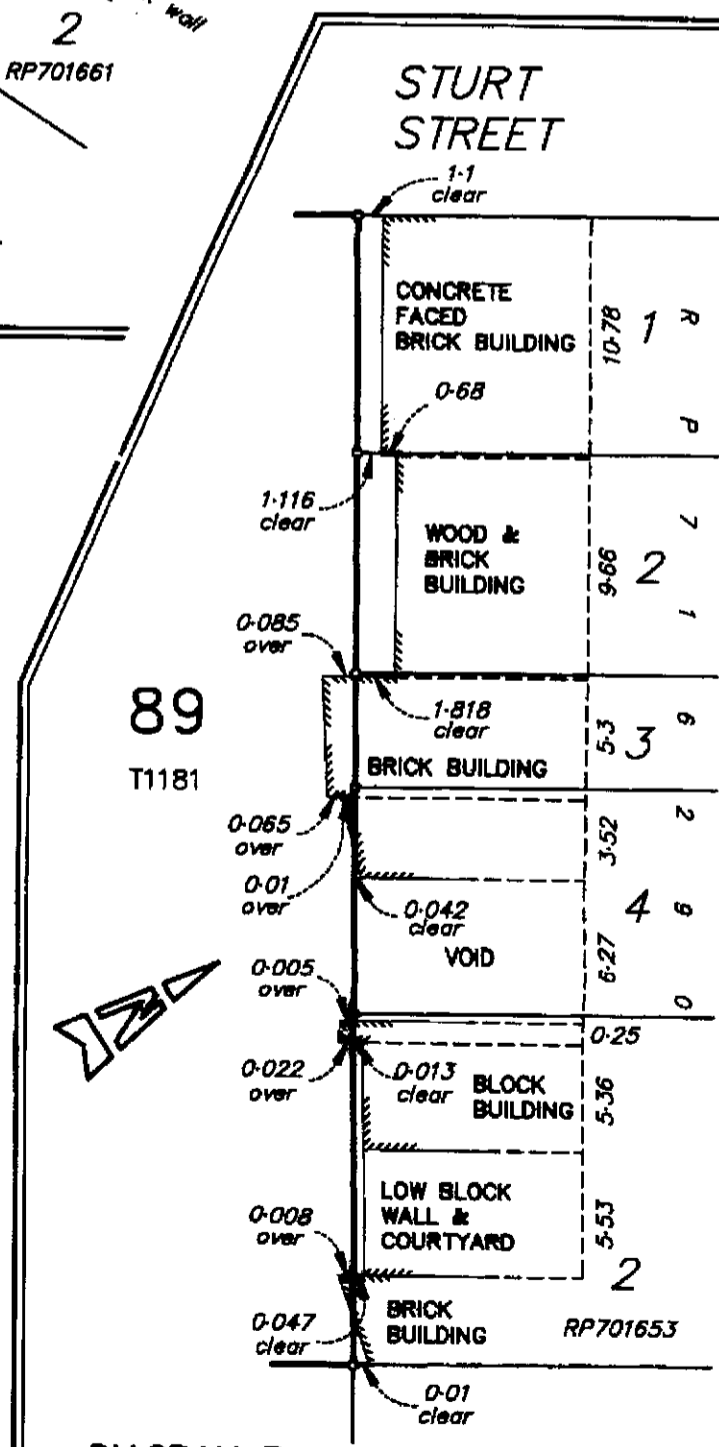 wall
2
RP701661
STURT
STREET
1·1
clear
CONCRETE
FACED
BRICK BUILDING
10·78
1
R P 7 1 6 2 9 0
0·68
1·116
clear
WOOD &
BRICK
BUILDING
9·66
2
0·085
over
89
T1181
1·818
clear
5·3
3
BRICK BUILDING
0·065
over
0·01
over
3·52
0·042
clear
4
VOID
6·27
0·005
over
0·25
0·022
over
0·013
clear
BLOCK
BUILDING
5·36
LOW BLOCK
WALL &
COURTYARD
5·53
0·008
over
2
RP701653
0·047
clear
BRICK
BUILDING
0·01
clear